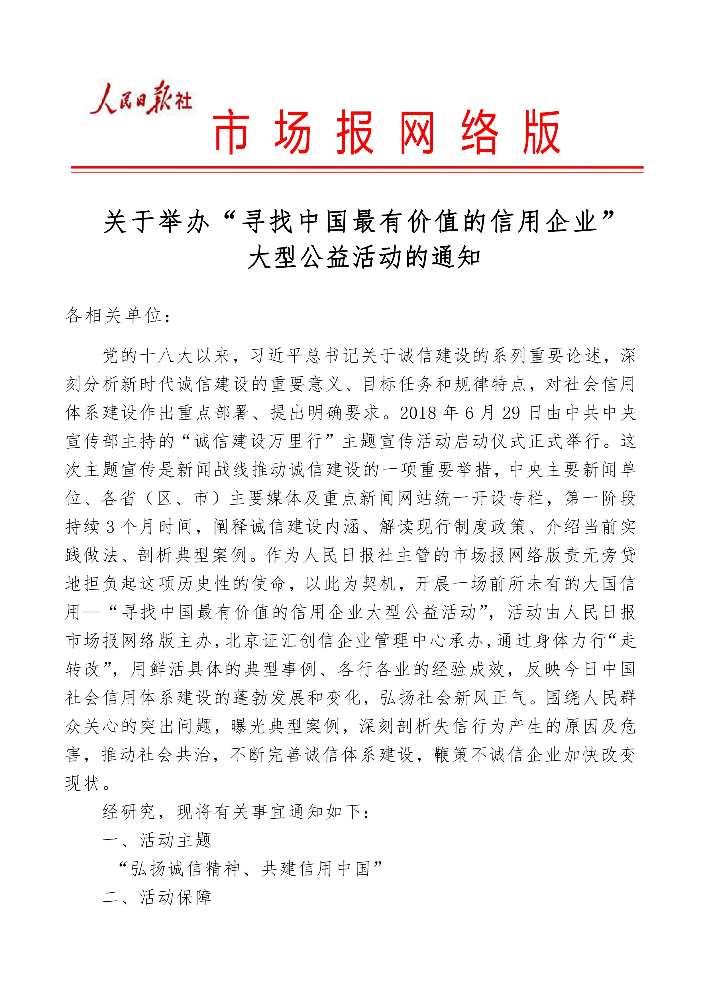 人民日报社
市场报网络版
关于举办“寻找中国最有价值的信用企业”
大型公益活动的通知
各相关单位：
党的十八大以来，习近平总书记关于诚信建设的系列重要论述，深
刻分析新时代诚信建设的重要意义、目标任务和规律特点，对社会信用
体系建设作出重点部署、提出明确要求。2018 年 6 月 29 日由中共中央
宣传部主持的“诚信建设万里行”主题宣传活动启动仪式正式举行。这
次主题宣传是新闻战线推动诚信建设的一项重要举措，中央主要新闻单
位、各省（区、市）主要媒体及重点新闻网站统一开设专栏，第一阶段
持续 3 个月时间，阐释诚信建设内涵、解读现行制度政策、介绍当前实
践做法、剖析典型案例。作为人民日报社主管的市场报网络版责无旁贷
地担负起这项历史性的使命，以此为契机，开展一场前所未有的大国信
用--“寻找中国最有价值的信用企业大型公益活动”，活动由人民日报
市场报网络版主办，北京证汇创信企业管理中心承办，通过身体力行“走
转改”，用鲜活具体的典型事例、各行各业的经验成效，反映今日中国
社会信用体系建设的蓬勃发展和变化，弘扬社会新风正气。围绕人民群
众关心的突出问题，曝光典型案例，深刻剖析失信行为产生的原因及危
害，推动社会共治，不断完善诚信体系建设，鞭策不诚信企业加快改变
现状。
经研究，现将有关事宜通知如下：
一、活动主题
“弘扬诚信精神、共建信用中国”
二、活动保障